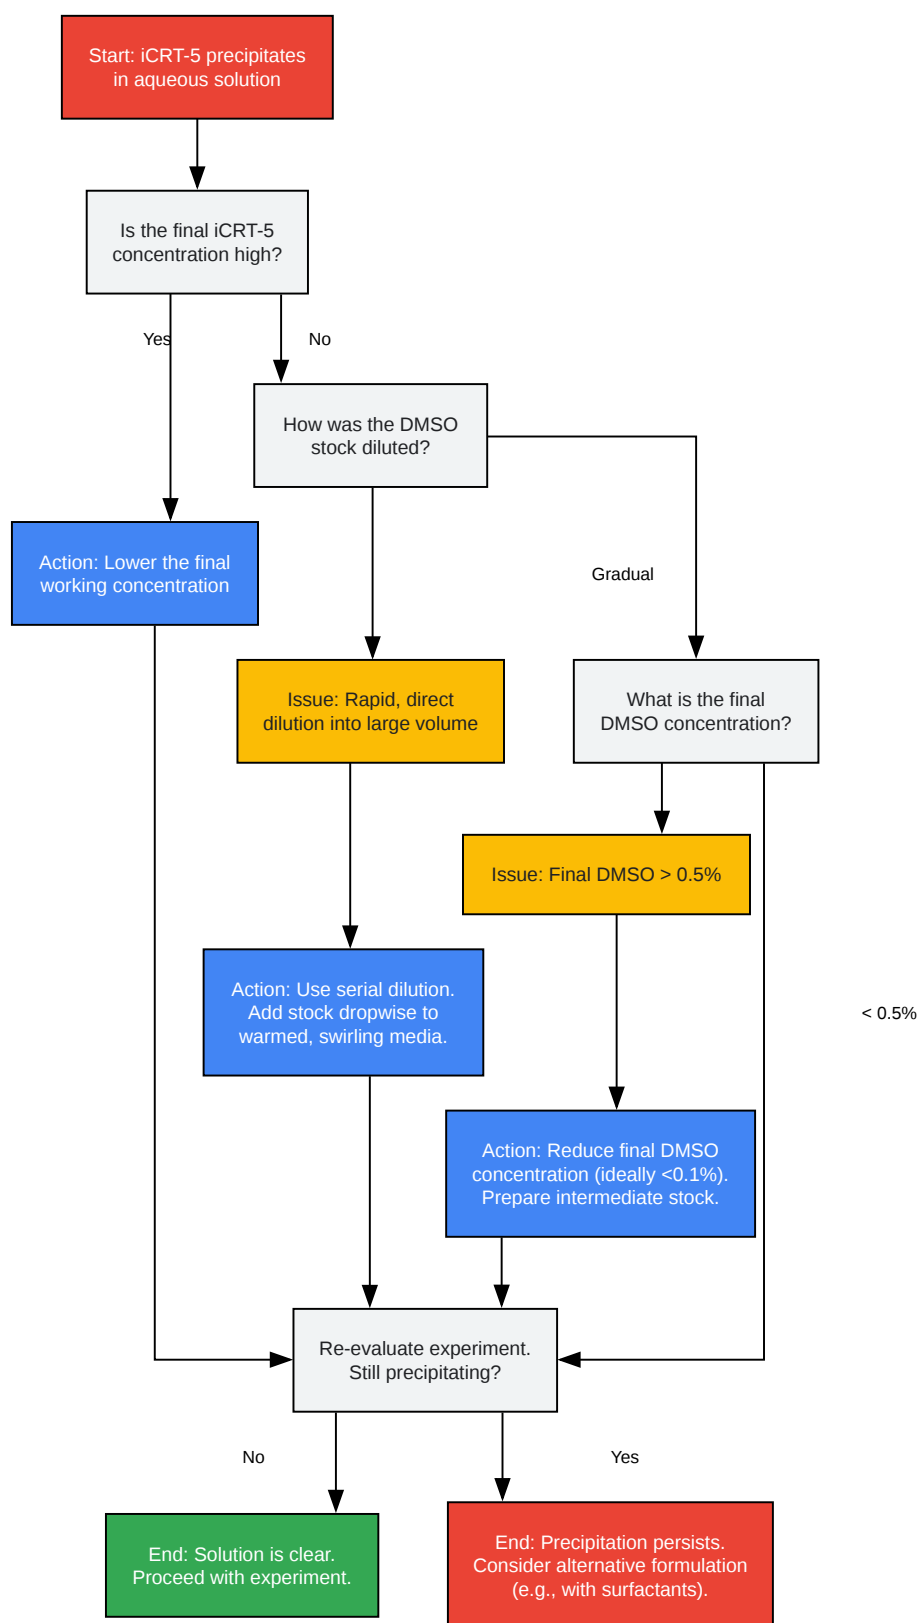 Start: iCRT-5 precipitates
in aqueous solution
Is the final iCRT-5
concentration high?
Yes
No
How was the DMSO
stock diluted?
Action: Lower the final
working concentration
Gradual
Issue: Rapid, direct
dilution into large volume
What is the final
DMSO concentration?
Issue: Final DMSO > 0.5%
Action: Use serial dilution.
Add stock dropwise to
warmed, swirling media.
< 0.5%
Action: Reduce final DMSO
concentration (ideally <0.1%).
Prepare intermediate stock.
Re-evaluate experiment.
Still precipitating?
No
Yes
End: Solution is clear.
Proceed with experiment.
End: Precipitation persists.
Consider alternative formulation
(e.g., with surfactants).